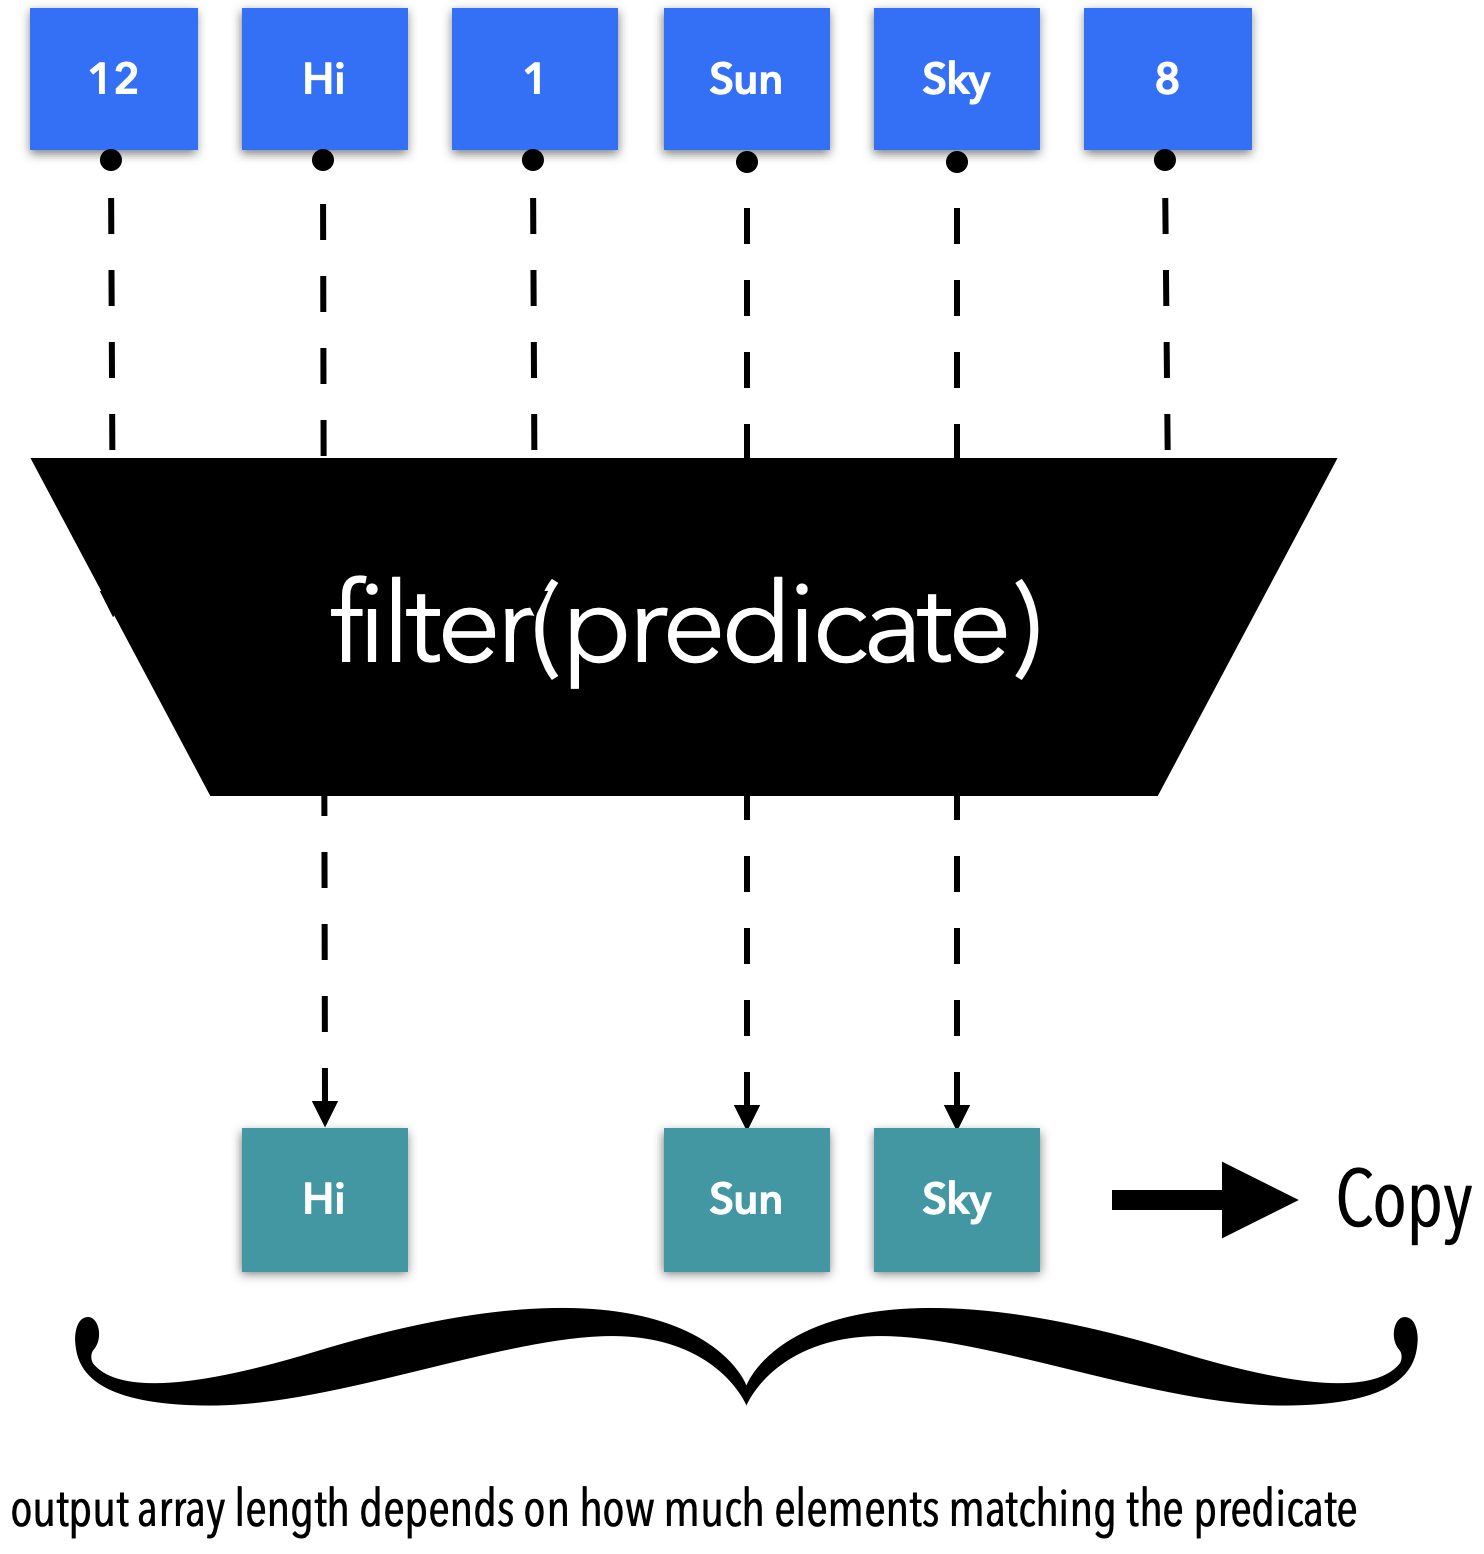 12 Hi 1 Sun Sky 8
filter(predicate)
Hi Sun Sky Copy
output array length depends on how much elements matching the predicate